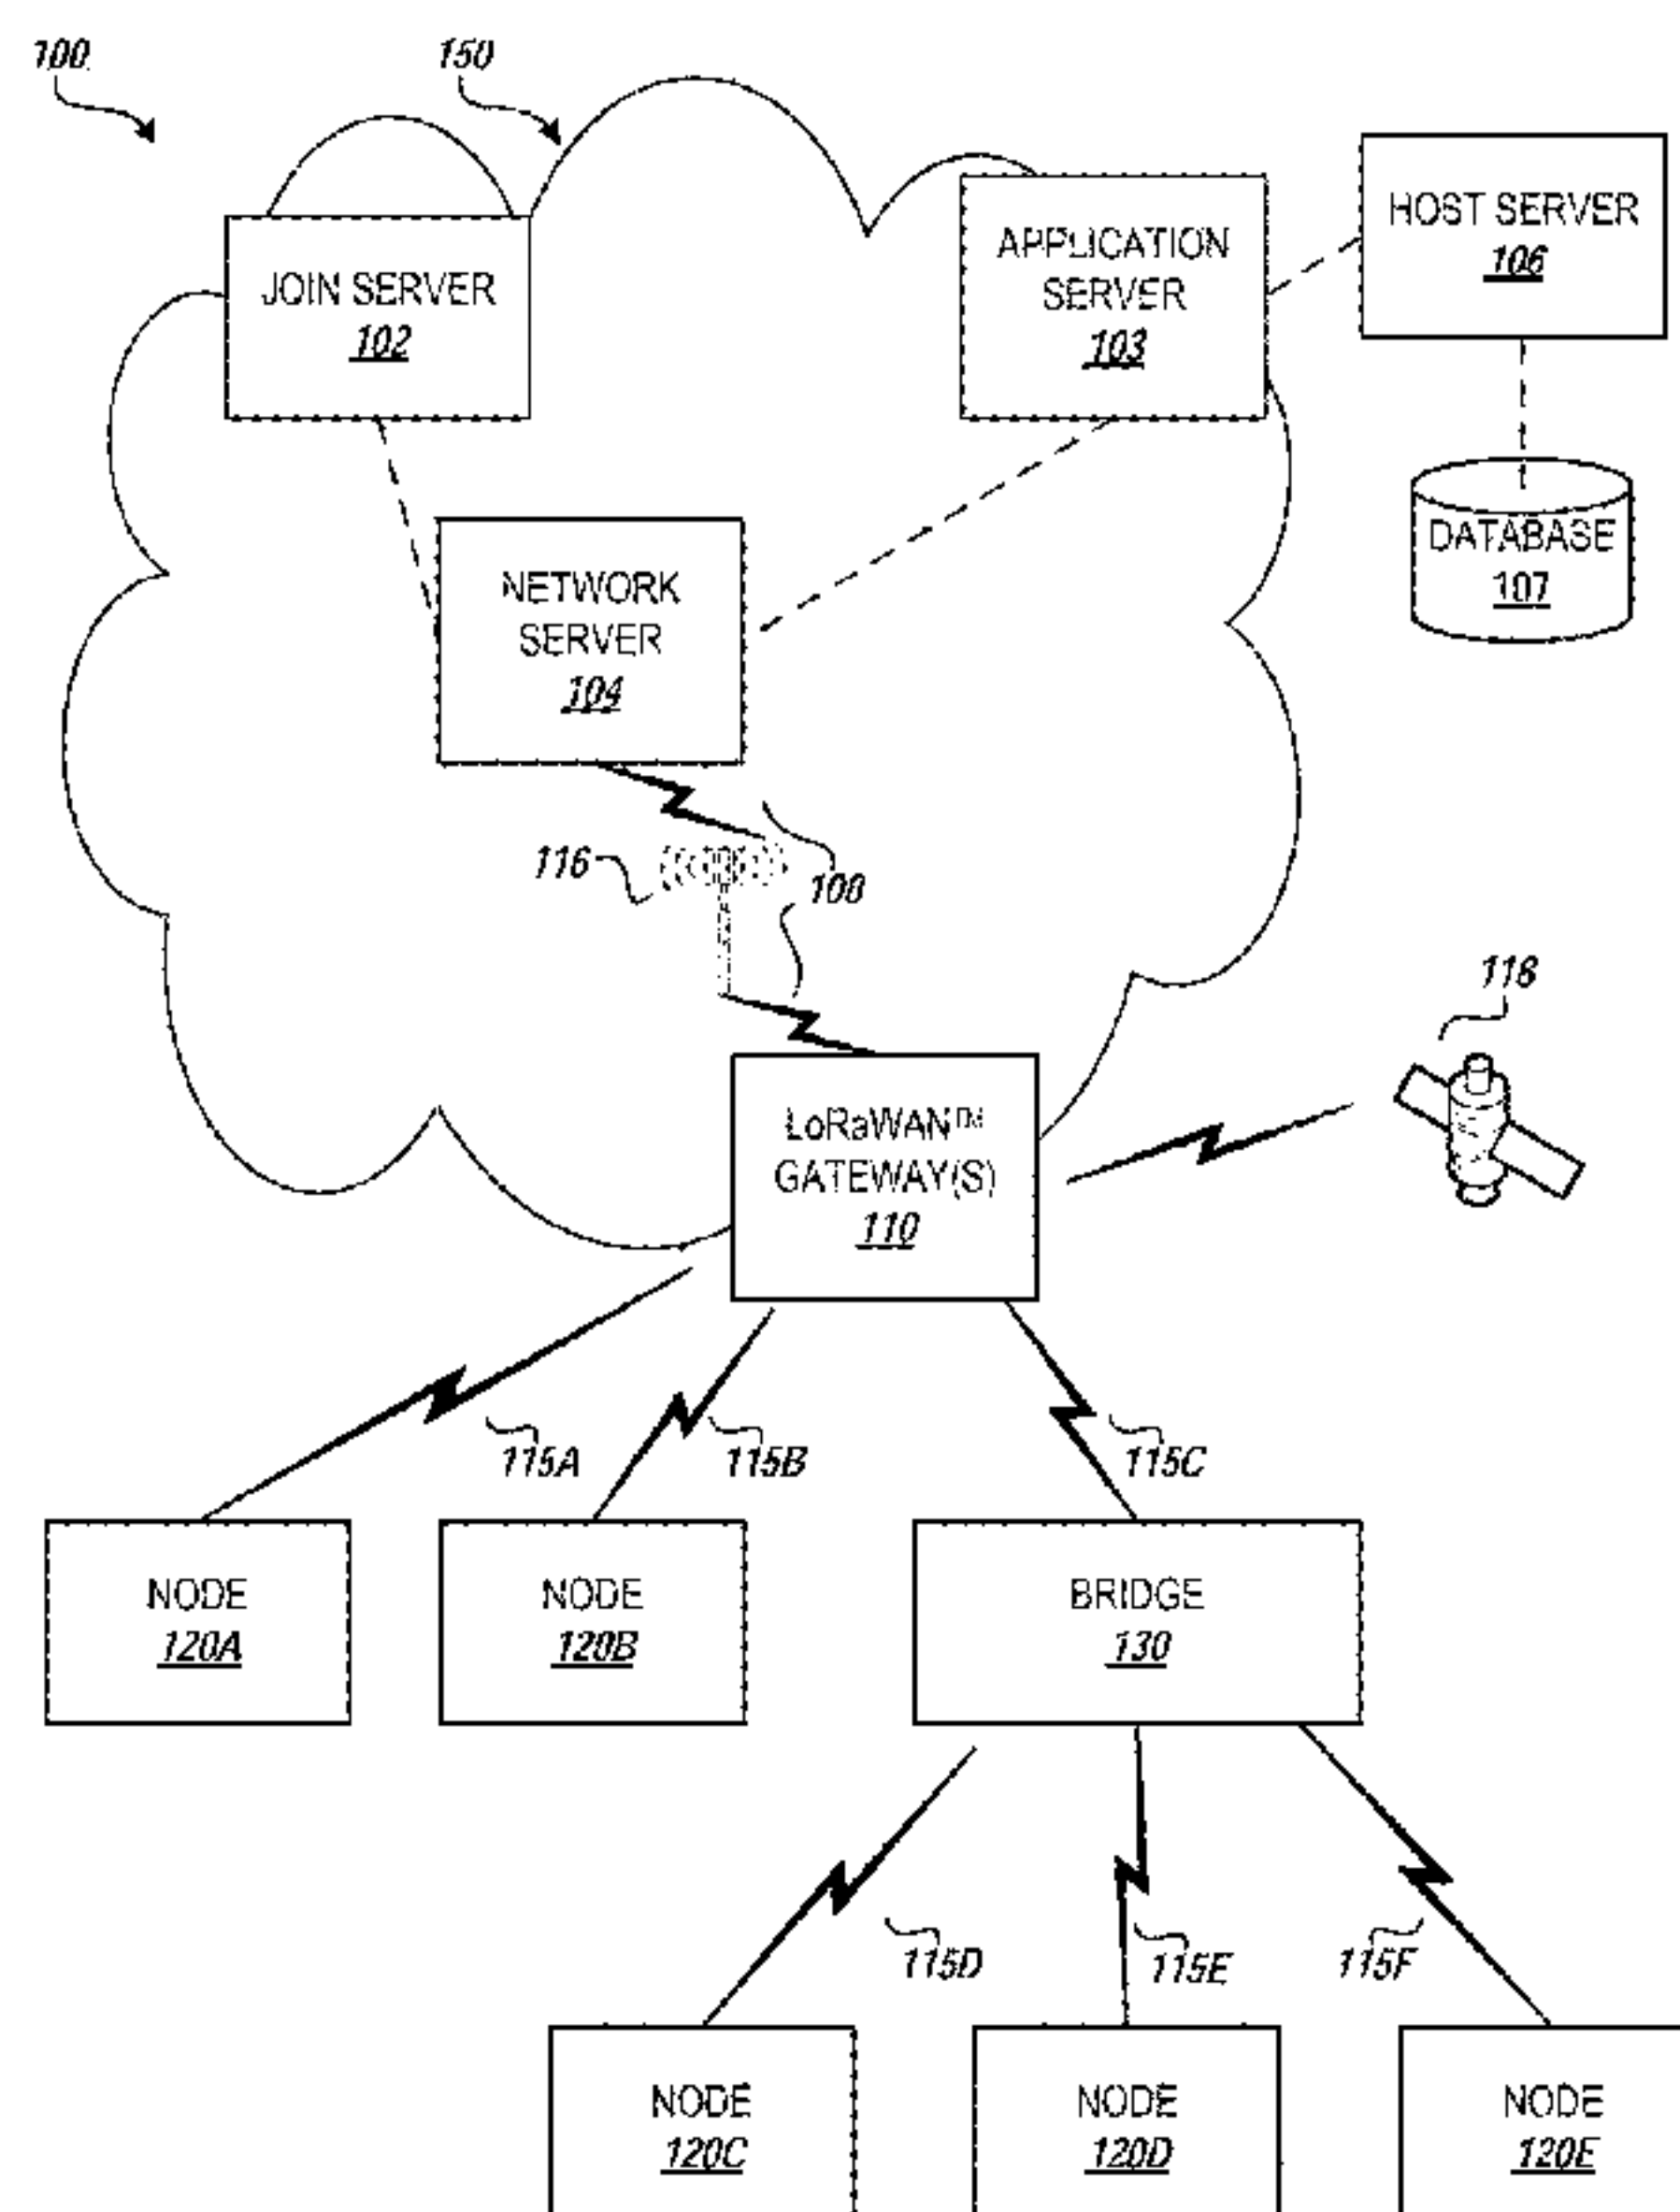 100
150
HOST SERVER
106
APPLICATION
SERVER
103
JOIN SERVER
102
DATABASE
107
NETWORK
SERVER
104
116
108
118
LoRaWAN™
GATEWAY(S)
110
115A
115B
115C
NODE
120A
NODE
120B
BRIDGE
130
115D
115E
115F
NODE
120C
NODE
120D
NODE
120E